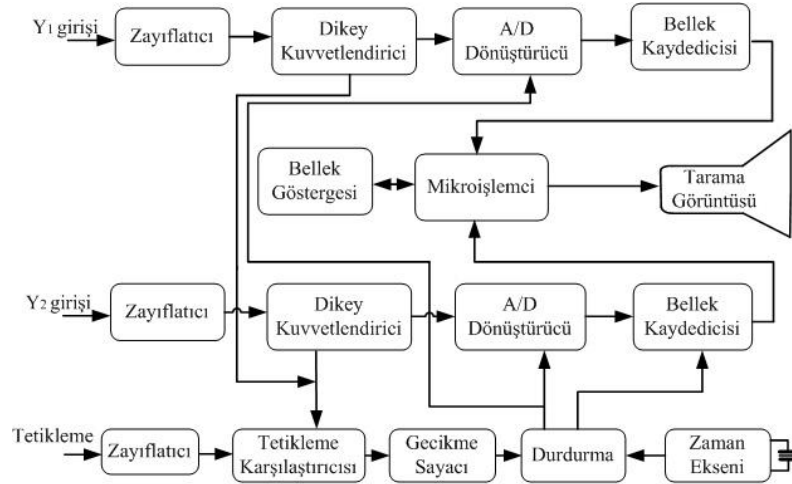 Y1 girişi
Zayıflatıcı
Dikey
Kuvvetlendirici
A/D
Dönüştürücü
Bellek
Kaydedicisi
Bellek
Göstergesi
Mikroişlemci
Tarama
Görüntüsü
Y2 girişi
Zayıflatıcı
Dikey
Kuvvetlendirici
A/D
Dönüştürücü
Bellek
Kaydedicisi
Tetikleme
Zayıflatıcı
Tetikleme
Karşılaştırıcısı
Gecikme
Sayacı
Durdurma
Zaman
Ekseni